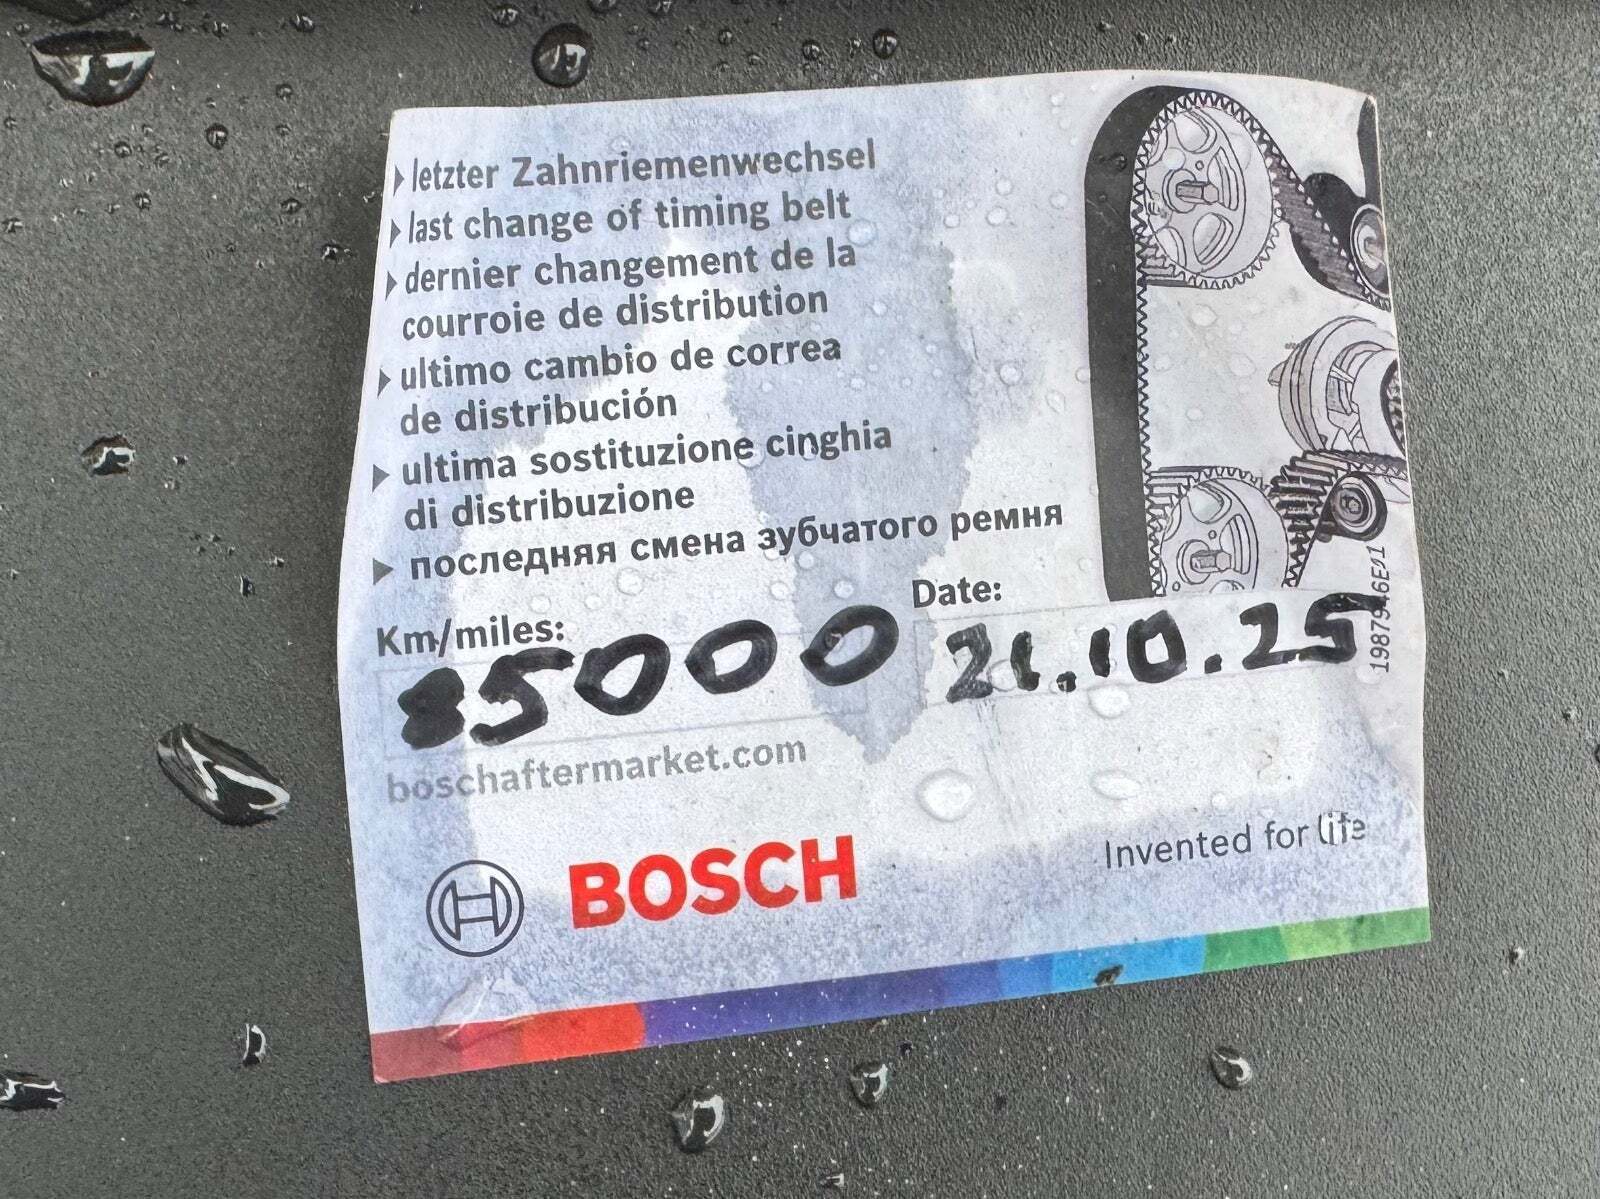 letzter Zahnriemenwechsel
last change of timing belt
dernier changement de la
courroie de distribution
ultimo cambio de correa
de distribución
ultima sostituzione cinghia
di distribuzione
последняя смена зубчатого ремня
Km/miles:
85000
Date:
21.10.25
boschaftermarket.com
BOSCH
Invented for life